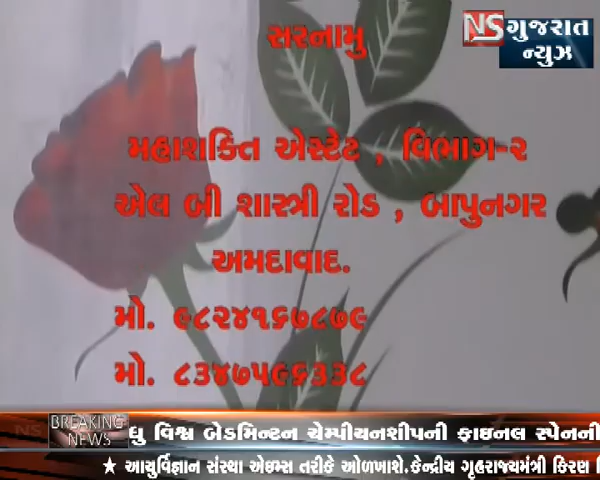 સરનામુ
NS ગુજરાત
ન્યુઝ
મહાશકિત એસ્ટેટ , વિભાગ-૨
એલ બી શાસ્ત્રી રોડ , બાપુનગર
અમદાવાદ.
મો. ૯૮૨૪૧૬૭૮૭૯
મો. ૮૩૪૭૫૯૬૩૩૮
BREAKING
NEWS
ધુ વિશ્વ બેડમિન્ટન ચેમ્પીયનશીપની ફાઇનલ સ્પેનની
★ આયુર્વિજ્ઞાન સંસ્થા એઇમ્સ તરીકે ઓળખાશે.કેન્દ્રીય ગૃહરાજ્યમંત્રી કિરણ